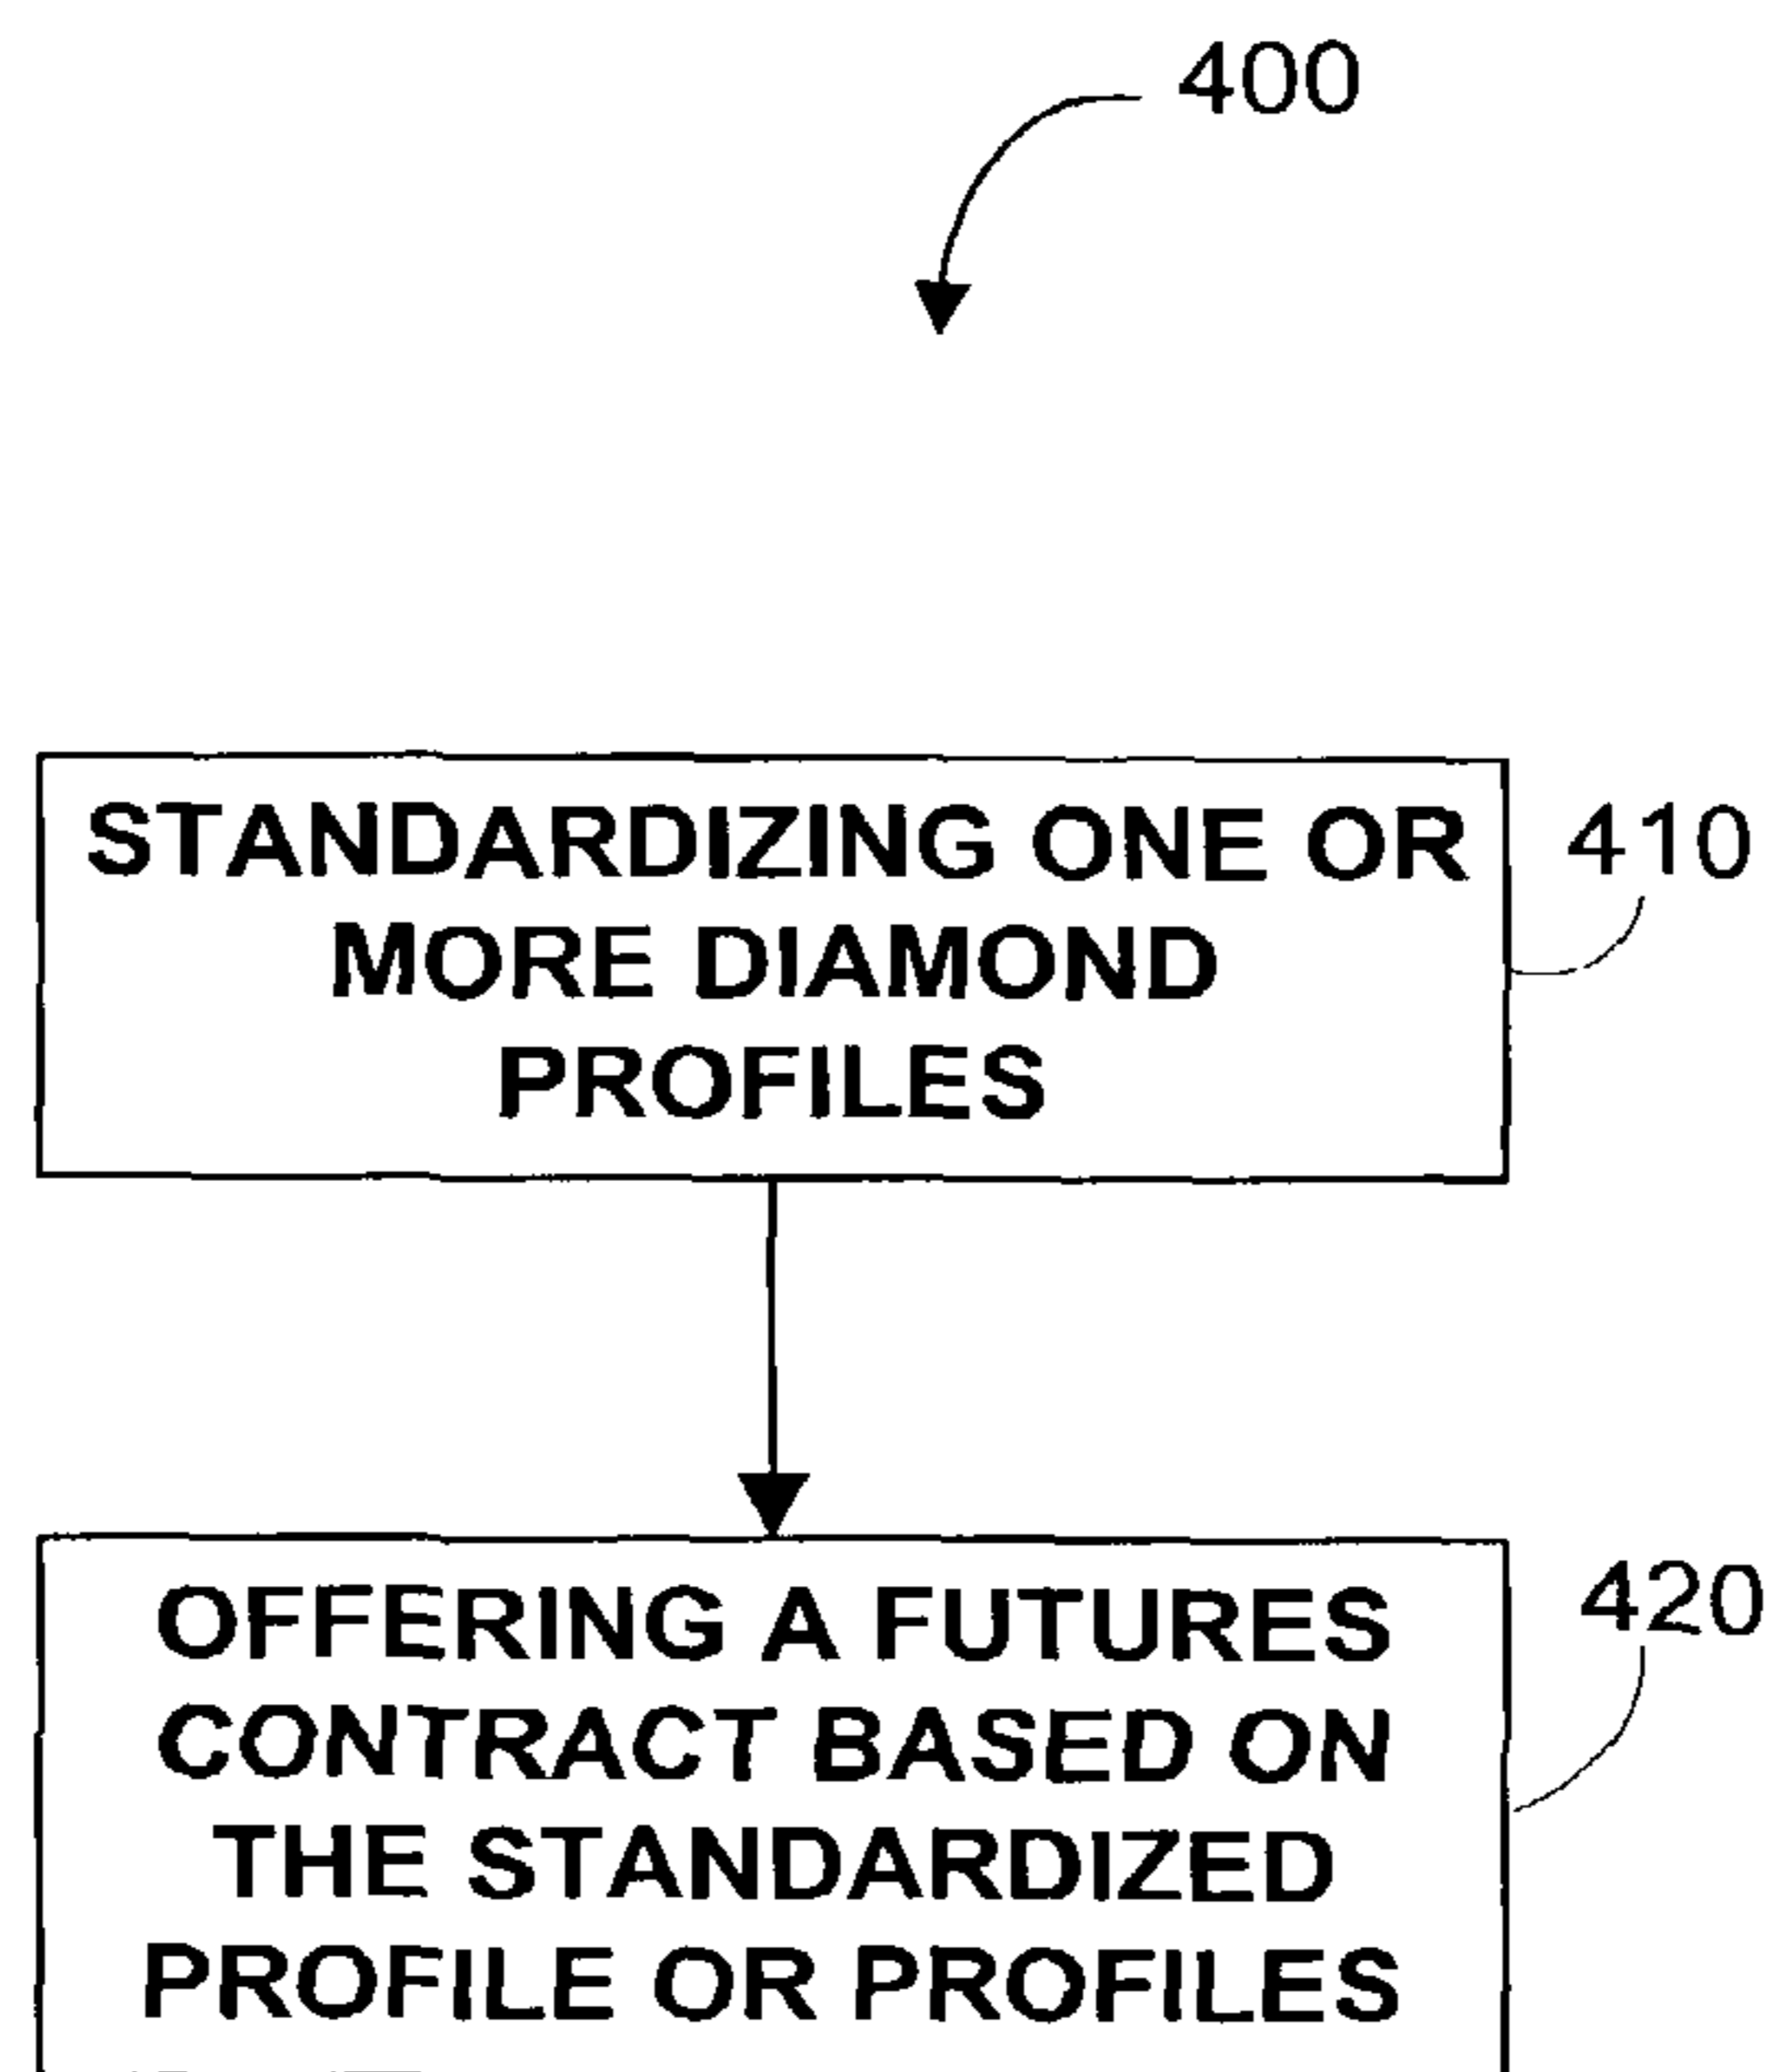 400
STANDARDIZING ONE OR
MORE DIAMOND
PROFILES
410
OFFERING A FUTURES
CONTRACT BASED ON
THE STANDARDIZED
PROFILE OR PROFILES
420